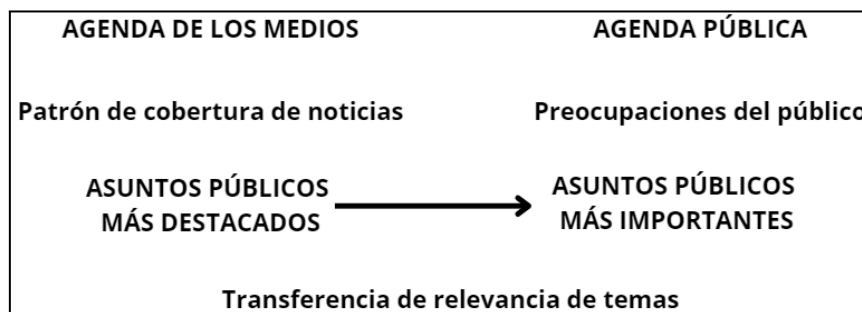 AGENDA DE LOS MEDIOS
AGENDA PÚBLICA
Patrón de cobertura de noticias
Preocupaciones del público
ASUNTOS PÚBLICOS
MÁS DESTACADOS
ASUNTOS PÚBLICOS
MÁS IMPORTANTES
Transferencia de relevancia de temas